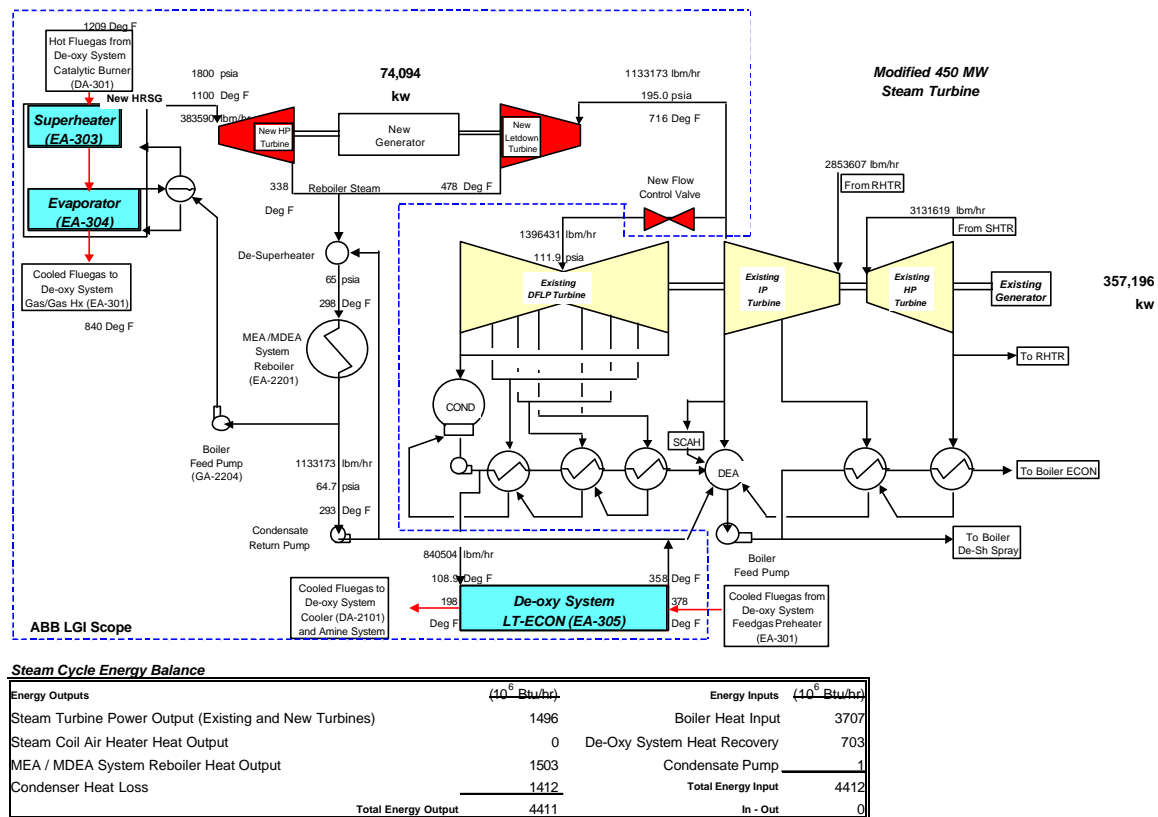 1209 Deg F
Hot Fluegas from
De-oxy System
Catalytic Burner
(DA-301)
New HRSG
Superheater
(EA-303)
Evaporator
(EA-304)
Cooled Fluegas to
De-oxy System
Gas/Gas Hx (EA-301)
840 Deg F
1800 psia
1100 Deg F
383590 lbm/hr
74,094
kw
New HP
Turbine
New
Generator
New
Letdown
Turbine
1133173 lbm/hr
195.0 psia
716 Deg F
Modified 450 MW
Steam Turbine
338
Deg F
Reboiler Steam
478 Deg F
New Flow
Control Valve
2853607 lbm/hr
From RHTR
3131619 lbm/hr
From SHTR
De-Superheater
65 psia
298 Deg F
MEA /MDEA
System
Reboiler
(EA-2201)
1396431 lbm/hr
111.9 psia
Existing
DFLP Turbine
Existing
IP
Turbine
Existing
HP
Turbine
Existing
Generator
357,196
kw
To RHTR
COND
SCAH
DEA
To Boiler ECON
Boiler
Feed Pump
(GA-2204)
1133173 lbm/hr
64.7 psia
293 Deg F
Condensate
Return Pump
To Boiler
De-Sh Spray
Boiler
Feed Pump
840504 lbm/hr
108.9 Deg F
358 Deg F
Cooled Fluegas to
De-oxy System
Cooler (DA-2101)
and Amine System
198
Deg F
De-oxy System
LT-ECON (EA-305)
378
Deg F
Cooled Fluegas from
De-oxy System
Feedgas Preheater
(EA-301)
ABB LGI Scope
Steam Cycle Energy Balance
Energy Outputs (10^6 Btu/hr) Energy Inputs (10^6 Btu/hr)
Steam Turbine Power Output (Existing and New Turbines) 1496 Boiler Heat Input 3707
Steam Coil Air Heater Heat Output 0 De-Oxy System Heat Recovery 703
MEA / MDEA System Reboiler Heat Output 1503 Condensate Pump 1
Condenser Heat Loss 1412 Total Energy Input 4412
Total Energy Output 4411 In - Out 0